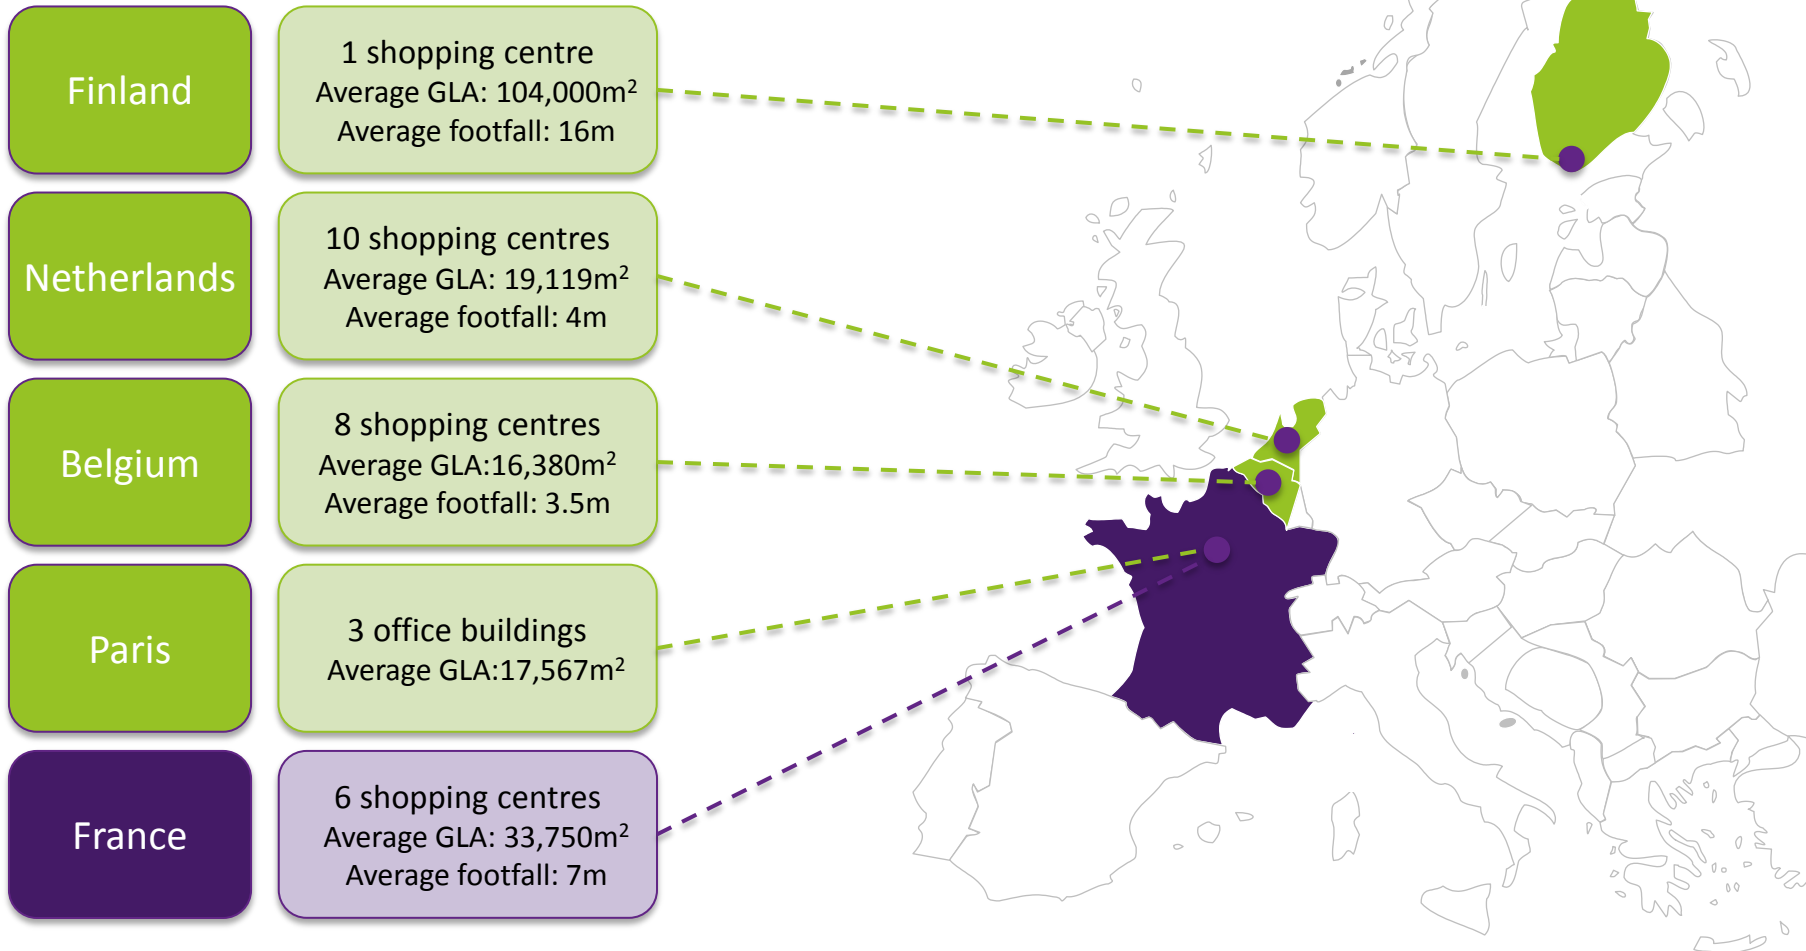 Finland
1 shopping centre
Average GLA: 104,000m²
Average footfall: 16m
Netherlands
10 shopping centres
Average GLA: 19,119m²
Average footfall: 4m
Belgium
8 shopping centres
Average GLA:16,380m²
Average footfall: 3.5m
Paris
3 office buildings
Average GLA:17,567m²
France
6 shopping centres
Average GLA: 33,750m²
Average footfall: 7m